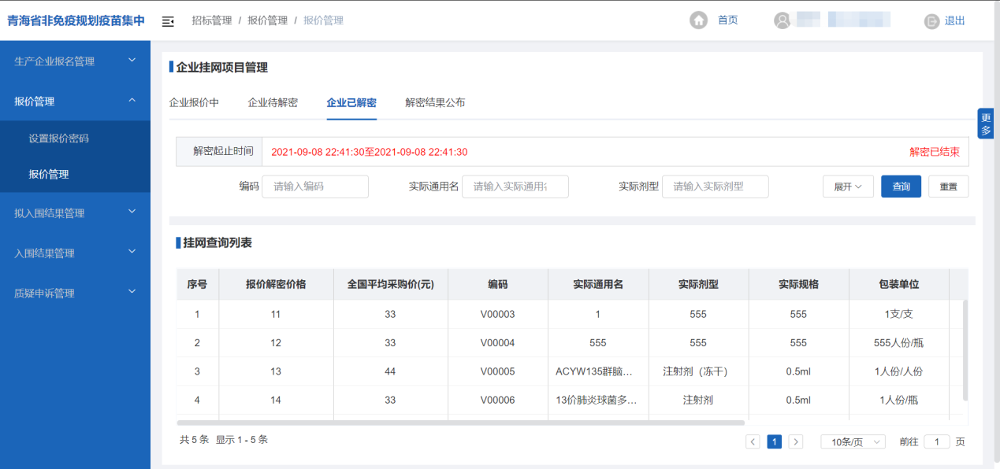 青海省非免疫规划疫苗集中
招标管理 / 报价管理 / 报价管理
首页
退出
生产企业报名管理
报价管理
设置报价密码
报价管理
拟入围结果管理
入围结果管理
质疑申诉管理
企业挂网项目管理
企业报价中 企业待解密 企业已解密 解密结果公布
更多
解密起止时间 2021-09-08 22:41:30至2021-09-08 22:41:30 解密已结束
编码 请输入编码 实际通用名 请输入实际通用 实际剂型 请输入实际剂型 展开 查询 重置
挂网查询列表
序号 报价解密价格 全国平均采购价(元) 编码 实际通用名 实际剂型 实际规格 包装单位
1 11 33 V00003 1 555 555 1支/支
2 12 33 V00004 555 555 555 555人份/瓶
3 13 44 V00005 ACYW135群脑... 注射剂（冻干） 0.5ml 1人份/人份
4 14 33 V00006 13价肺炎球菌多... 注射剂 0.5ml 1人份/瓶
共 5 条 显示 1 - 5 条 < 1 > 10条/页 前往 1 页